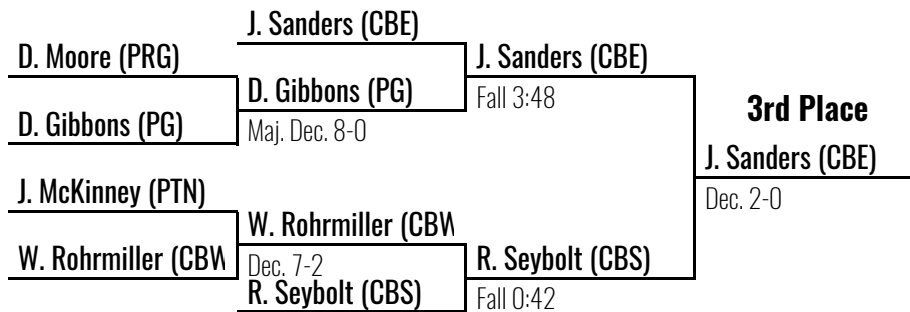 J. Sanders (CBE)
D. Moore (PRG)
J. Sanders (CBE)
D. Gibbons (PG)
Fall 3:48
3rd Place
D. Gibbons (PG)
Maj. Dec. 8-0
J. Sanders (CBE)
J. McKinney (PTN)
Dec. 2-0
W. Rohrmiller (CBW
W. Rohrmiller (CBW
Dec. 7-2
R. Seybolt (CBS)
R. Seybolt (CBS)
Fall 0:42